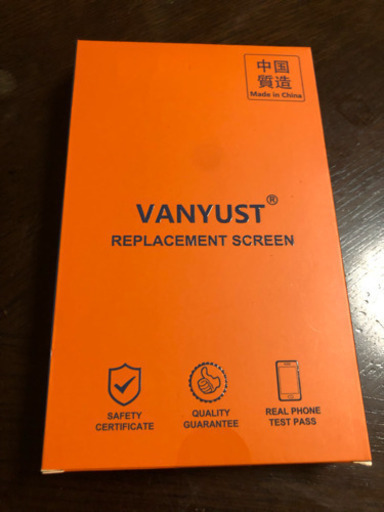 中国
質造
Made in China
VANYUST®
REPLACEMENT SCREEN
SAFETY
CERTIFICATE
QUALITY
GUARANTEE
REAL PHONE
TEST PASS